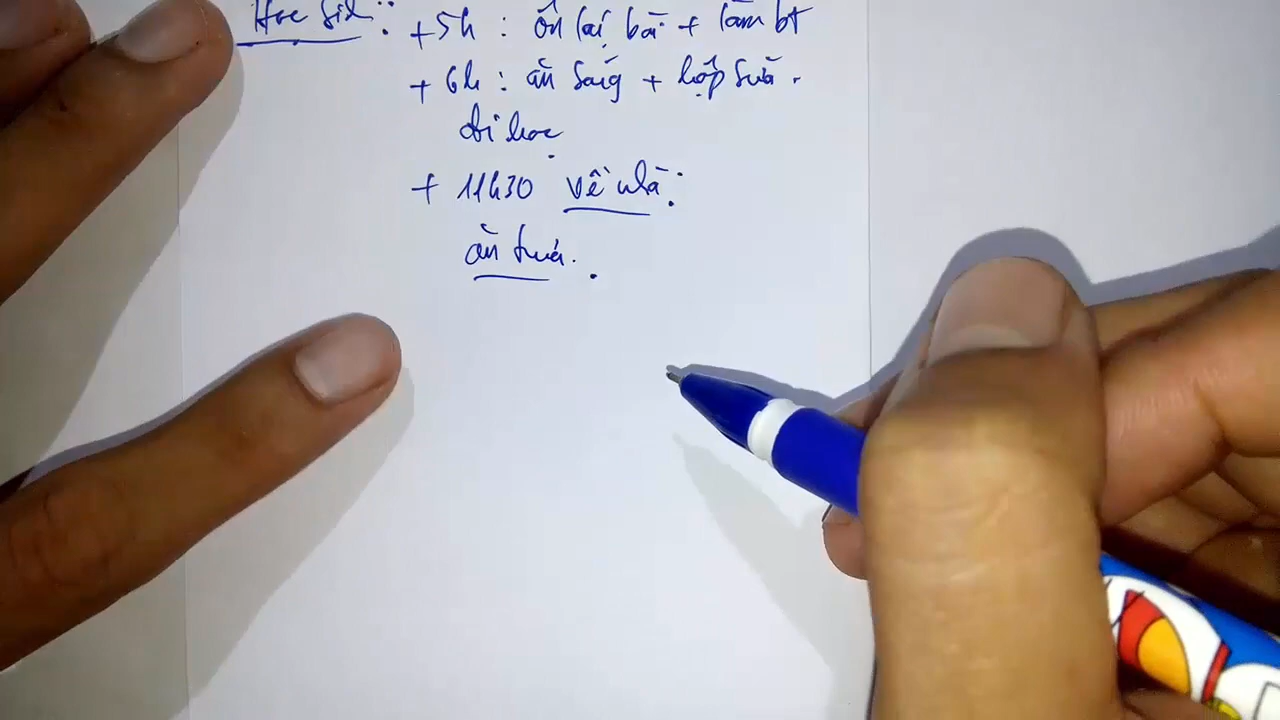 Học sinh : +5h : ôn lại bài + làm bt
+ 6h : ăn sáng + hộp sữa .
đi học
+ 11h30 về nhà :
ăn trưa .